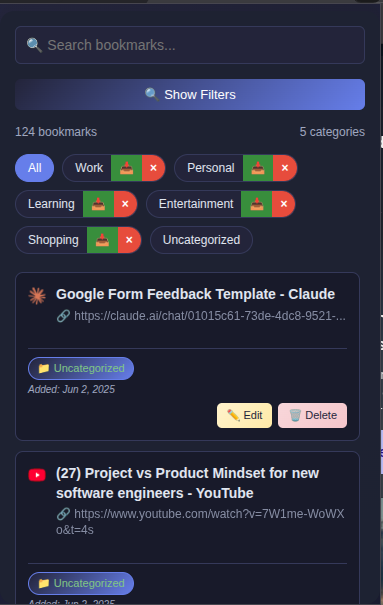 🔍 Search bookmarks...
🔍 Show Filters
124 bookmarks 5 categories
All Work 📥 × Personal 📥 ×
Learning 📥 × Entertainment 📥 ×
Shopping 📥 × Uncategorized
Google Form Feedback Template - Claude
🔗 https://claude.ai/chat/01015c61-73de-4dc8-9521-...
📁 Uncategorized
Added: Jun 2, 2025
✏️ Edit 🗑️ Delete
(27) Project vs Product Mindset for new
software engineers - YouTube
🔗 https://www.youtube.com/watch?v=7W1me-WoWX
o&t=4s
📁 Uncategorized
Added: Jun 2, 2025